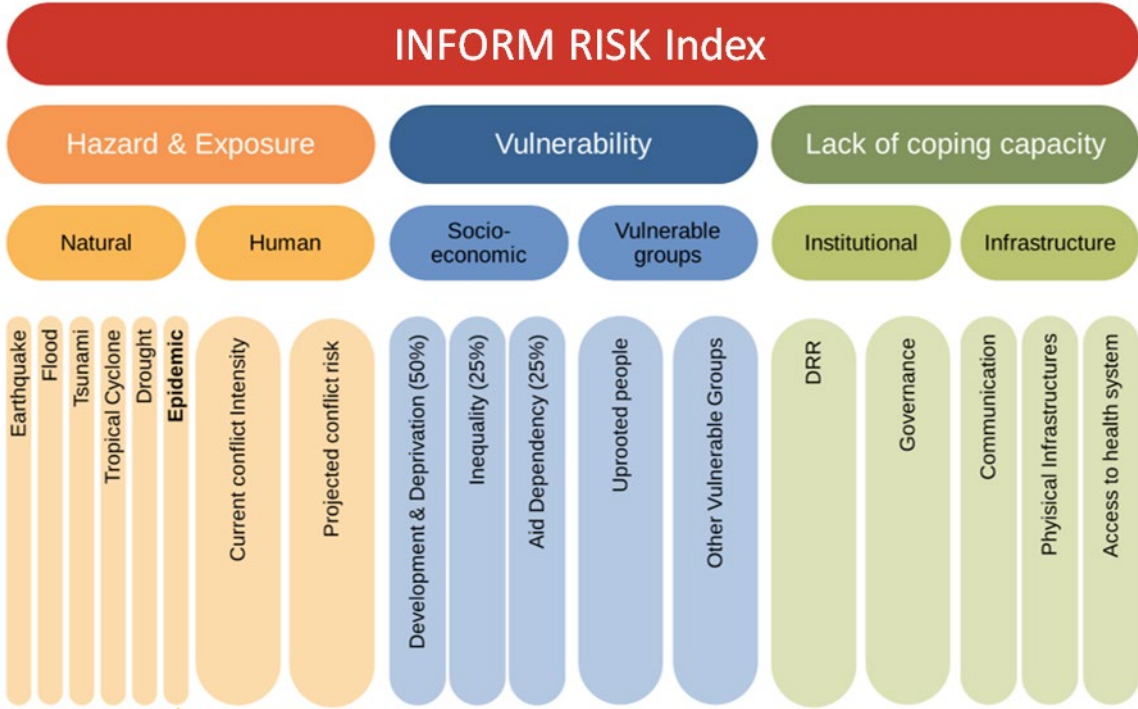 INFORM RISK Index
Hazard & Exposure
Vulnerability
Lack of coping capacity
Natural
Human
Socio-
economic
Vulnerable
groups
Institutional
Infrastructure
Earthquake
Flood
Tsunami
Tropical Cyclone
Drought
Epidemic
Current conflict Intensity
Projected conflict risk
Development & Deprivation (50%)
Inequality (25%)
Aid Dependency (25%)
Uprooted people
Other Vulnerable Groups
DRR
Governance
Communication
Phyisical Infrastructures
Access to health system